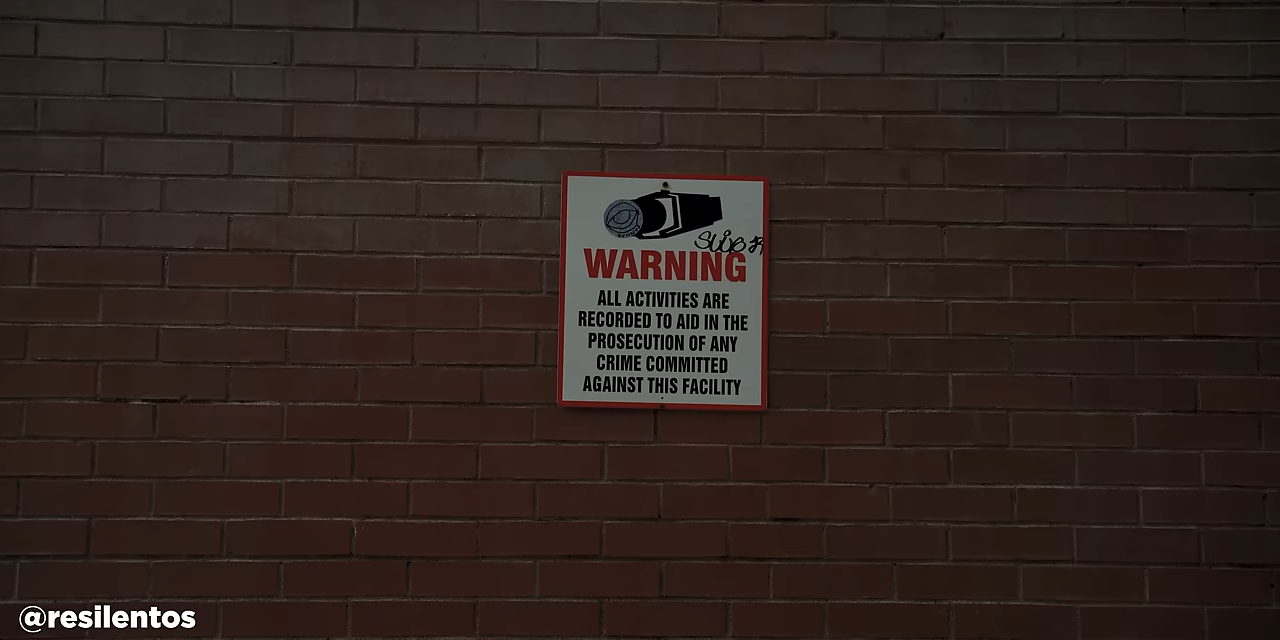 WARNING
ALL ACTIVITIES ARE
RECORDED TO AID IN THE
PROSECUTION OF ANY
CRIME COMMITTED
AGAINST THIS FACILITY
@resilentos